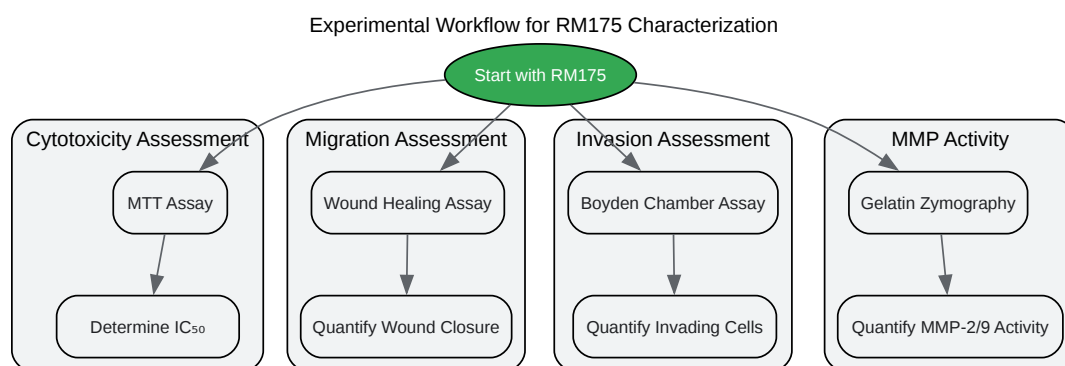 Experimental Workflow for RM175 Characterization
Start with RM175
Cytotoxicity Assessment
Migration Assessment
Invasion Assessment
MMP Activity
MTT Assay
Wound Healing Assay
Boyden Chamber Assay
Gelatin Zymography
Determine IC₅₀
Quantify Wound Closure
Quantify Invading Cells
Quantify MMP-2/9 Activity